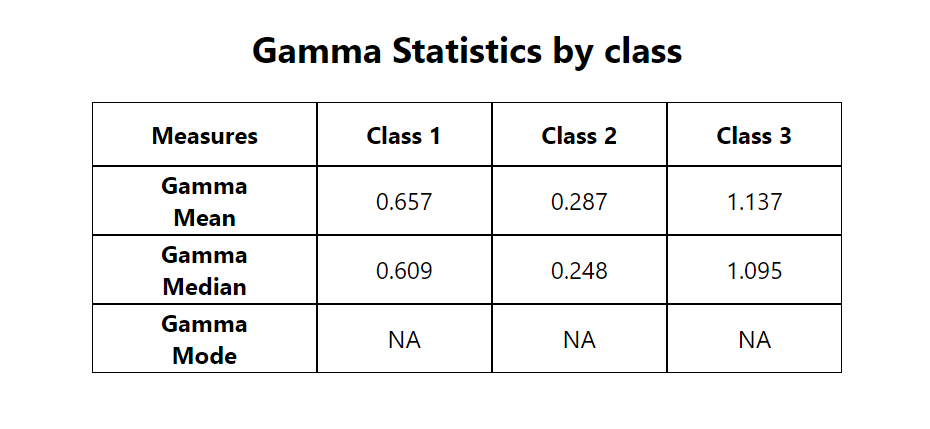 Gamma Statistics by class
Measures Class 1 Class 2 Class 3
Gamma
Mean 0.657 0.287 1.137
Gamma
Median 0.609 0.248 1.095
Gamma
Mode NA NA NA